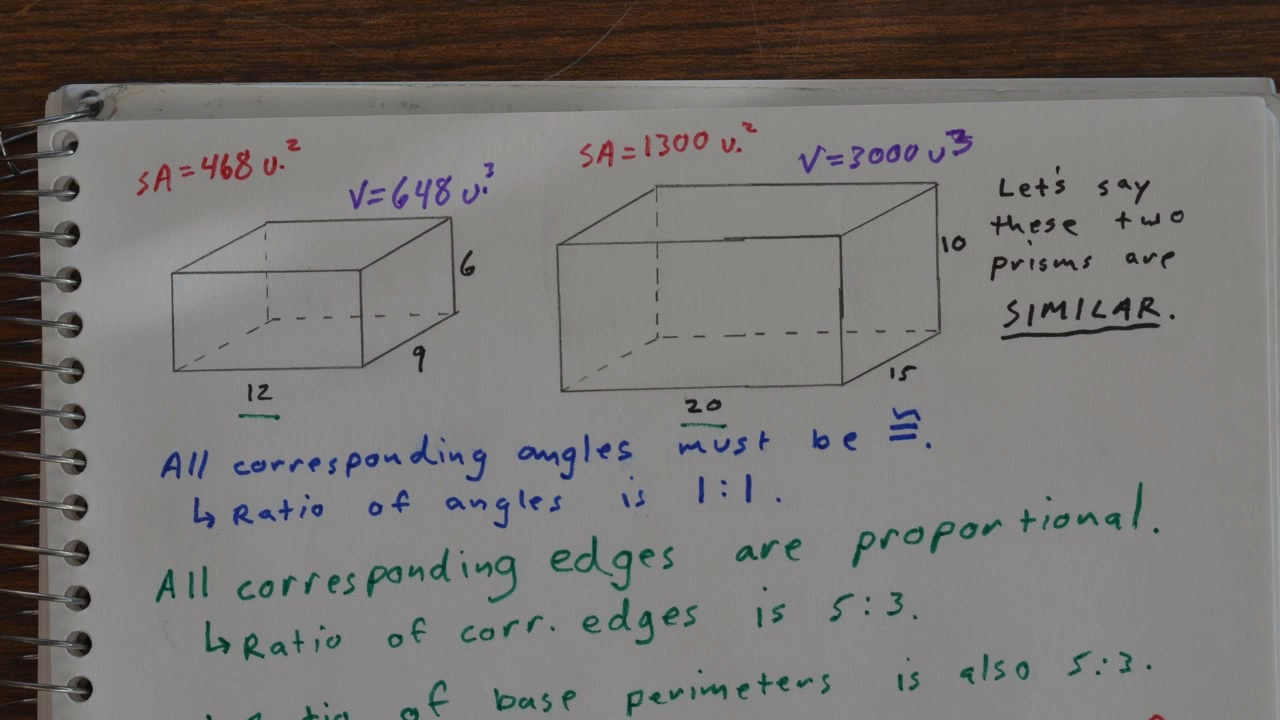 SA = 468 u.²
V = 648 u.³
SA = 1300 u.²
V = 3000 u³
Let's say
these two
prisms are
SIMILAR.
6
9
12
10
15
20
All corresponding angles must be ≅.
↳ Ratio of angles is 1:1.
All corresponding edges are proportional.
↳ Ratio of corr. edges is 5:3.
Ratio of base perimeters is also 5:3.